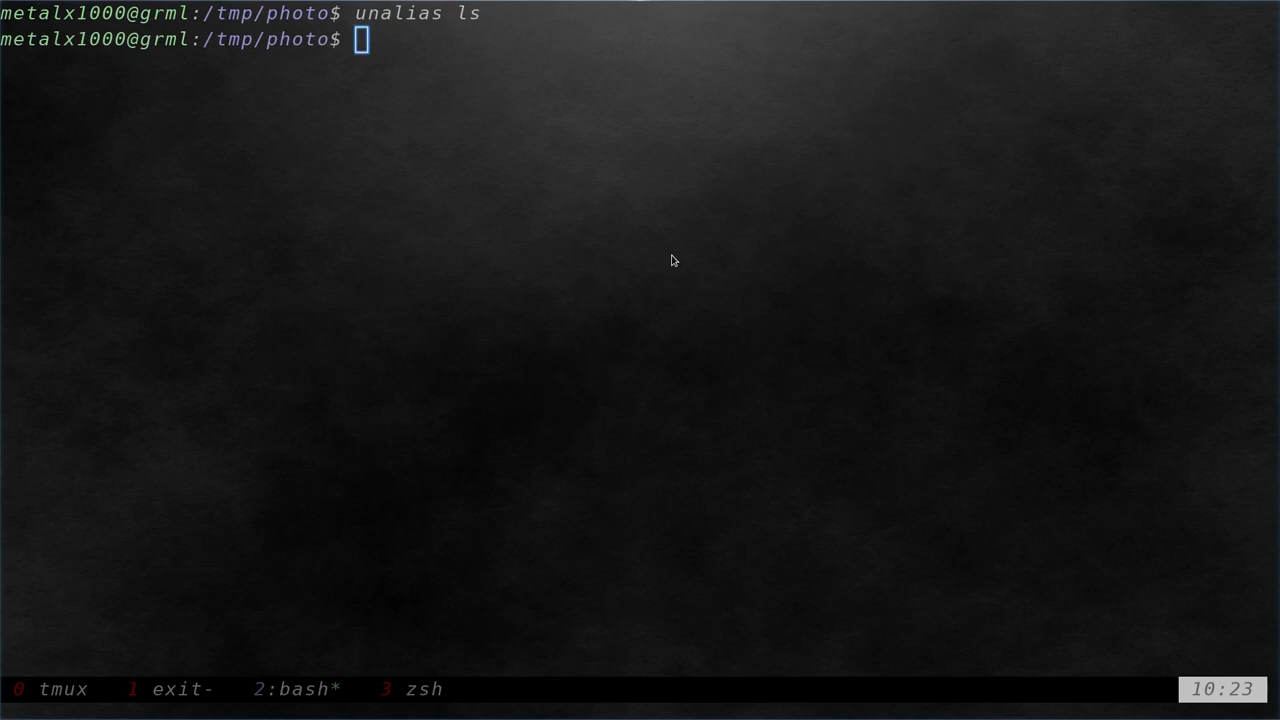 metalx1000@grml:/tmp/photo$ unalias ls
metalx1000@grml:/tmp/photo$
0 tmux 1 exit- 2:bash* 3 zsh 10:23